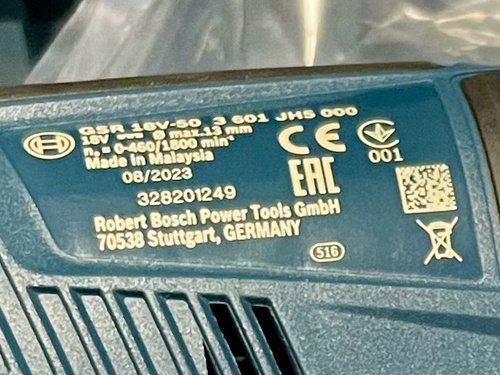 GSR 18V-50 3 601 JH5 000
18V ⎓ Ø max.13 mm
n₀ = 0-460/1800 min⁻¹
Made in Malaysia
08/2023
328201249
Robert Bosch Power Tools GmbH
70538 Stuttgart, GERMANY
CE
001
EAC
516